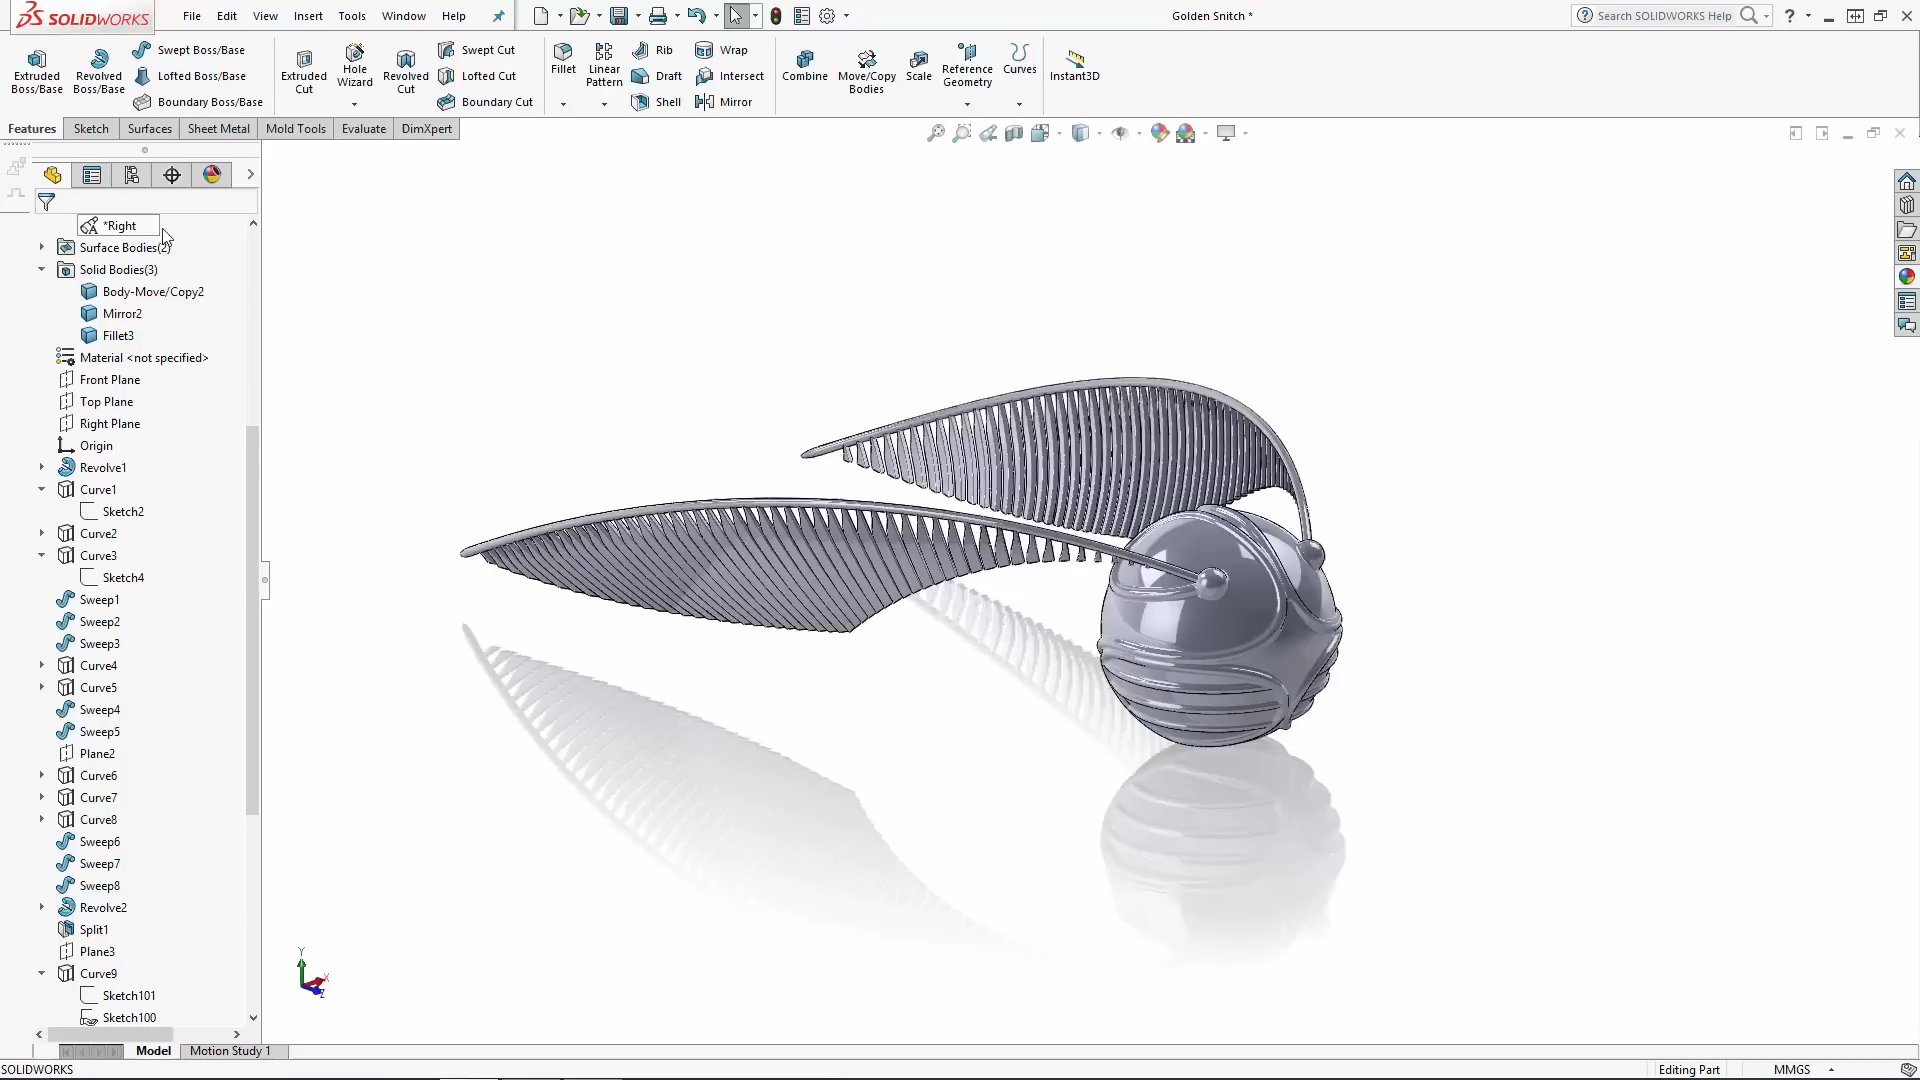 SOLIDWORKS File Edit View Insert Tools Window Help Golden Snitch * Search SOLIDWORKS Help
Extruded Boss/Base
Revolved Boss/Base
Swept Boss/Base
Lofted Boss/Base
Boundary Boss/Base
Extruded Cut
Hole Wizard
Revolved Cut
Swept Cut
Lofted Cut
Boundary Cut
Fillet
Linear Pattern
Rib
Draft
Shell
Wrap
Intersect
Mirror
Combine
Move/Copy Bodies
Scale
Reference Geometry
Curves
Instant3D
Features Sketch Surfaces Sheet Metal Mold Tools Evaluate DimXpert
*Right
Surface Bodies(2)
Solid Bodies(3)
Body-Move/Copy2
Mirror2
Fillet3
Material <not specified>
Front Plane
Top Plane
Right Plane
Origin
Revolve1
Curve1
Sketch2
Curve2
Curve3
Sketch4
Sweep1
Sweep2
Sweep3
Curve4
Curve5
Sweep4
Sweep5
Plane2
Curve6
Curve7
Curve8
Sweep6
Sweep7
Sweep8
Revolve2
Split1
Plane3
Curve9
Sketch101
Sketch100
Y
X
Z
Model Motion Study 1
SOLIDWORKS Editing Part MMGS